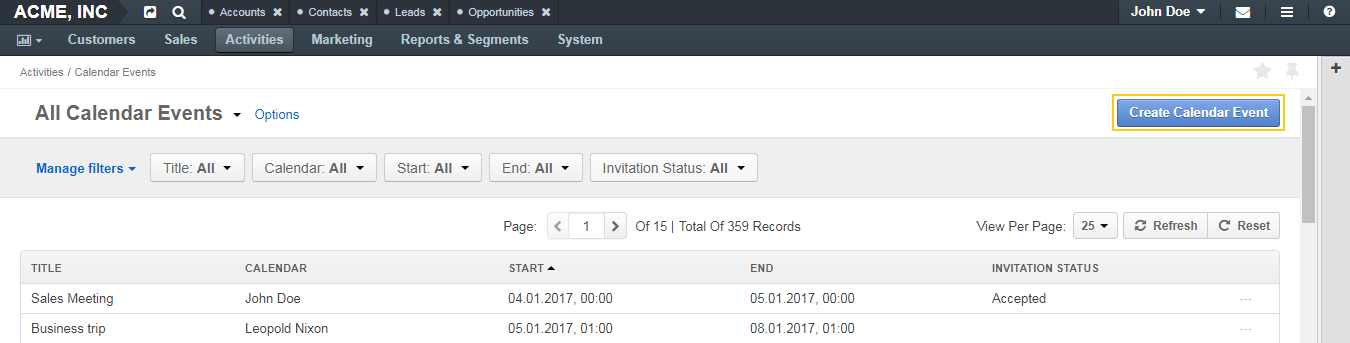 ACME, INC Accounts Contacts Leads Opportunities John Doe
Customers Sales Activities Marketing Reports & Segments System
Activities / Calendar Events
All Calendar Events Options Create Calendar Event
Manage filters Title: All Calendar: All Start: All End: All Invitation Status: All
Page: 1 Of 15 | Total Of 359 Records View Per Page: 25 Refresh Reset
TITLE CALENDAR START END INVITATION STATUS
Sales Meeting John Doe 04.01.2017, 00:00 05.01.2017, 00:00 Accepted ...
Business trip Leopold Nixon 05.01.2017, 01:00 08.01.2017, 01:00 ...